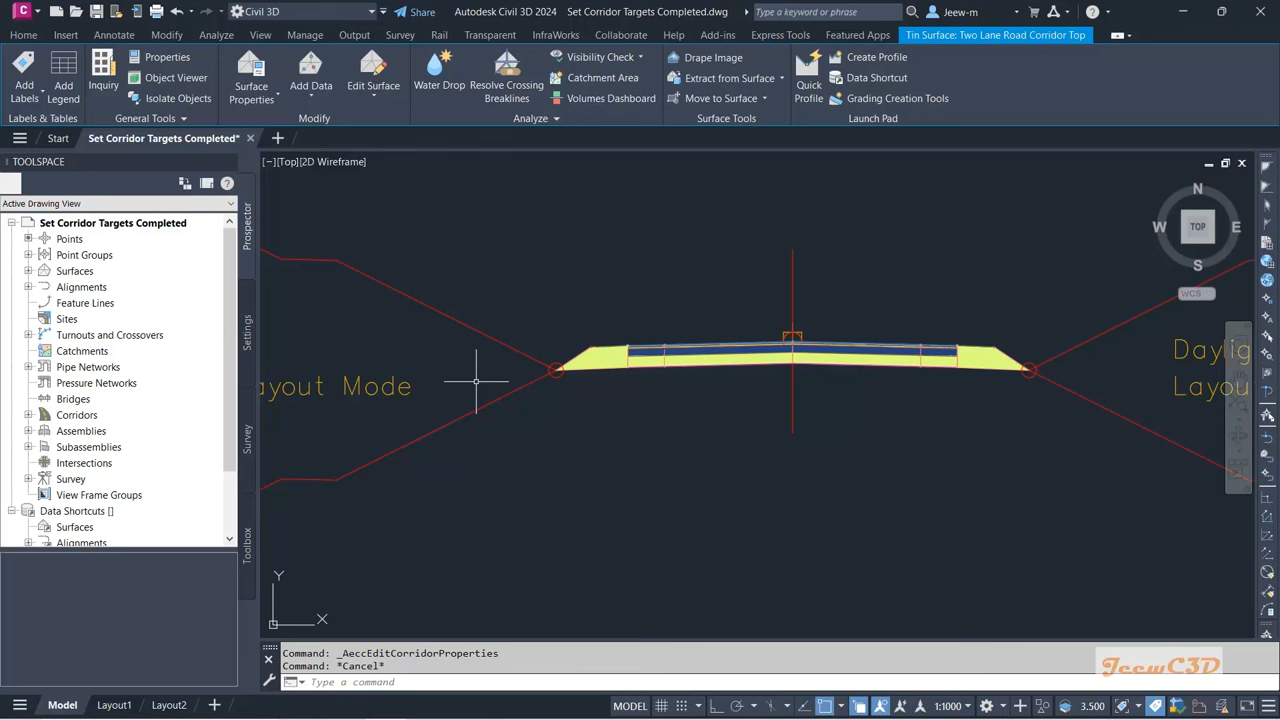 Civil 3D
Share
Autodesk Civil 3D 2024
Set Corridor Targets Completed.dwg
Type a keyword or phrase
Jeew-m
Home
Insert
Annotate
Modify
Analyze
View
Manage
Output
Survey
Rail
Transparent
InfraWorks
Collaborate
Help
Add-ins
Express Tools
Featured Apps
Tin Surface: Two Lane Road Corridor Top
Add
Labels
Add
Legend
Labels & Tables
Inquiry
Properties
Object Viewer
Isolate Objects
General Tools
Surface
Properties
Add Data
Edit Surface
Modify
Water Drop
Resolve Crossing
Breaklines
Visibility Check
Catchment Area
Volumes Dashboard
Analyze
Drape Image
Extract from Surface
Move to Surface
Surface Tools
Quick
Profile
Create Profile
Data Shortcut
Grading Creation Tools
Launch Pad
Start
Set Corridor Targets Completed*
TOOLSPACE
Active Drawing View
Set Corridor Targets Completed
Points
Point Groups
Surfaces
Alignments
Feature Lines
Sites
Turnouts and Crossovers
Catchments
Pipe Networks
Pressure Networks
Bridges
Corridors
Assemblies
Subassemblies
Intersections
Survey
View Frame Groups
Data Shortcuts []
Surfaces
Alignments
Prospector
Settings
Survey
Toolbox
[−][Top][2D Wireframe]
N
W
TOP
E
S
WCS
ayout Mode
Daylig
Layou
Y
X
Command: _AeccEditCorridorProperties
Command: *Cancel*
Type a command
JeewC3D
Model
Layout1
Layout2
MODEL
1:1000
3.500